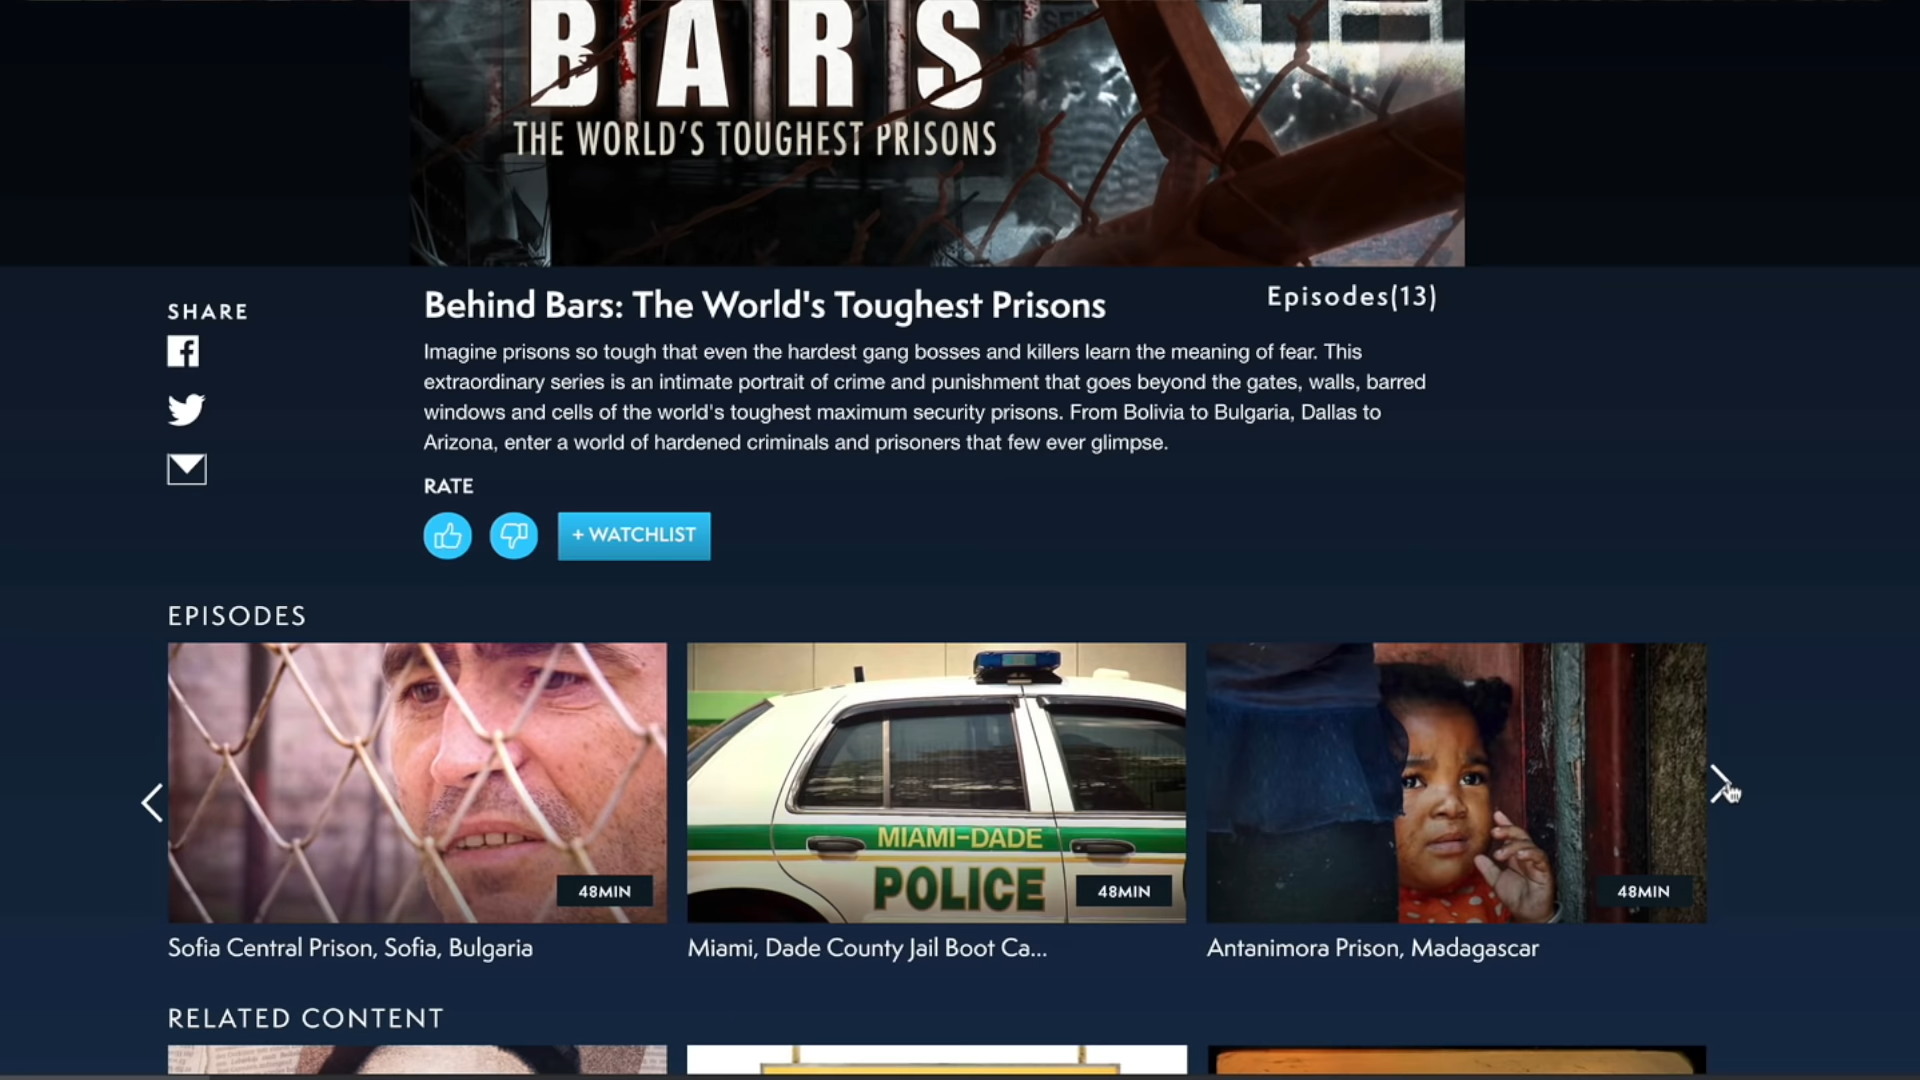 BARS
THE WORLD'S TOUGHEST PRISONS
SHARE
Behind Bars: The World's Toughest Prisons
Episodes(13)
Imagine prisons so tough that even the hardest gang bosses and killers learn the meaning of fear. This
extraordinary series is an intimate portrait of crime and punishment that goes beyond the gates, walls, barred
windows and cells of the world's toughest maximum security prisons. From Bolivia to Bulgaria, Dallas to
Arizona, enter a world of hardened criminals and prisoners that few ever glimpse.
RATE
+ WATCHLIST
EPISODES
MIAMI-DADE
POLICE
48MIN
48MIN
48MIN
Sofia Central Prison, Sofia, Bulgaria
Miami, Dade County Jail Boot Ca...
Antanimora Prison, Madagascar
RELATED CONTENT